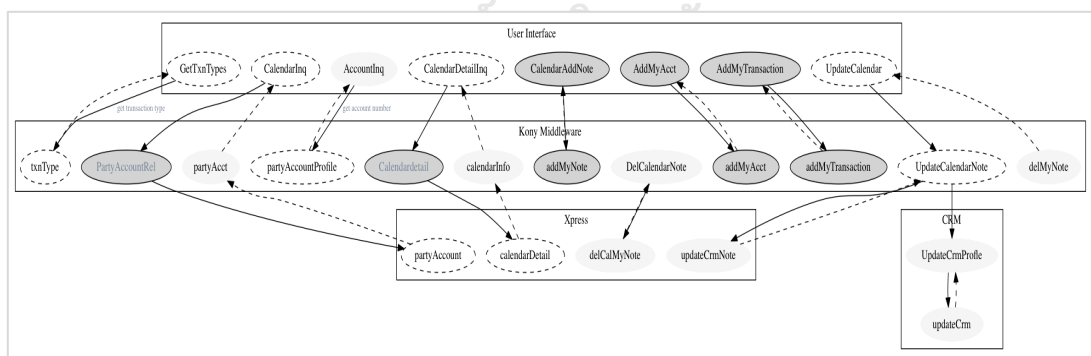 User Interface
GetTxnTypes
CalendarInq
AccountInq
CalendarDetailInq
CalendarAddNote
AddMyAcct
AddMyTransaction
UpdateCalendar
get transaction type
get account number
Kony Middleware
txnType
PartyAccountRel
partyAcct
partyAccountProfile
Calendardetail
calendarInfo
addMyNote
DelCalendarNote
addMyAcct
addMyTransaction
UpdateCalendarNote
delMyNote
Xpress
CRM
partyAccount
calendarDetail
delCalMyNote
updateCrmNote
UpdateCrmProfle
updateCrm